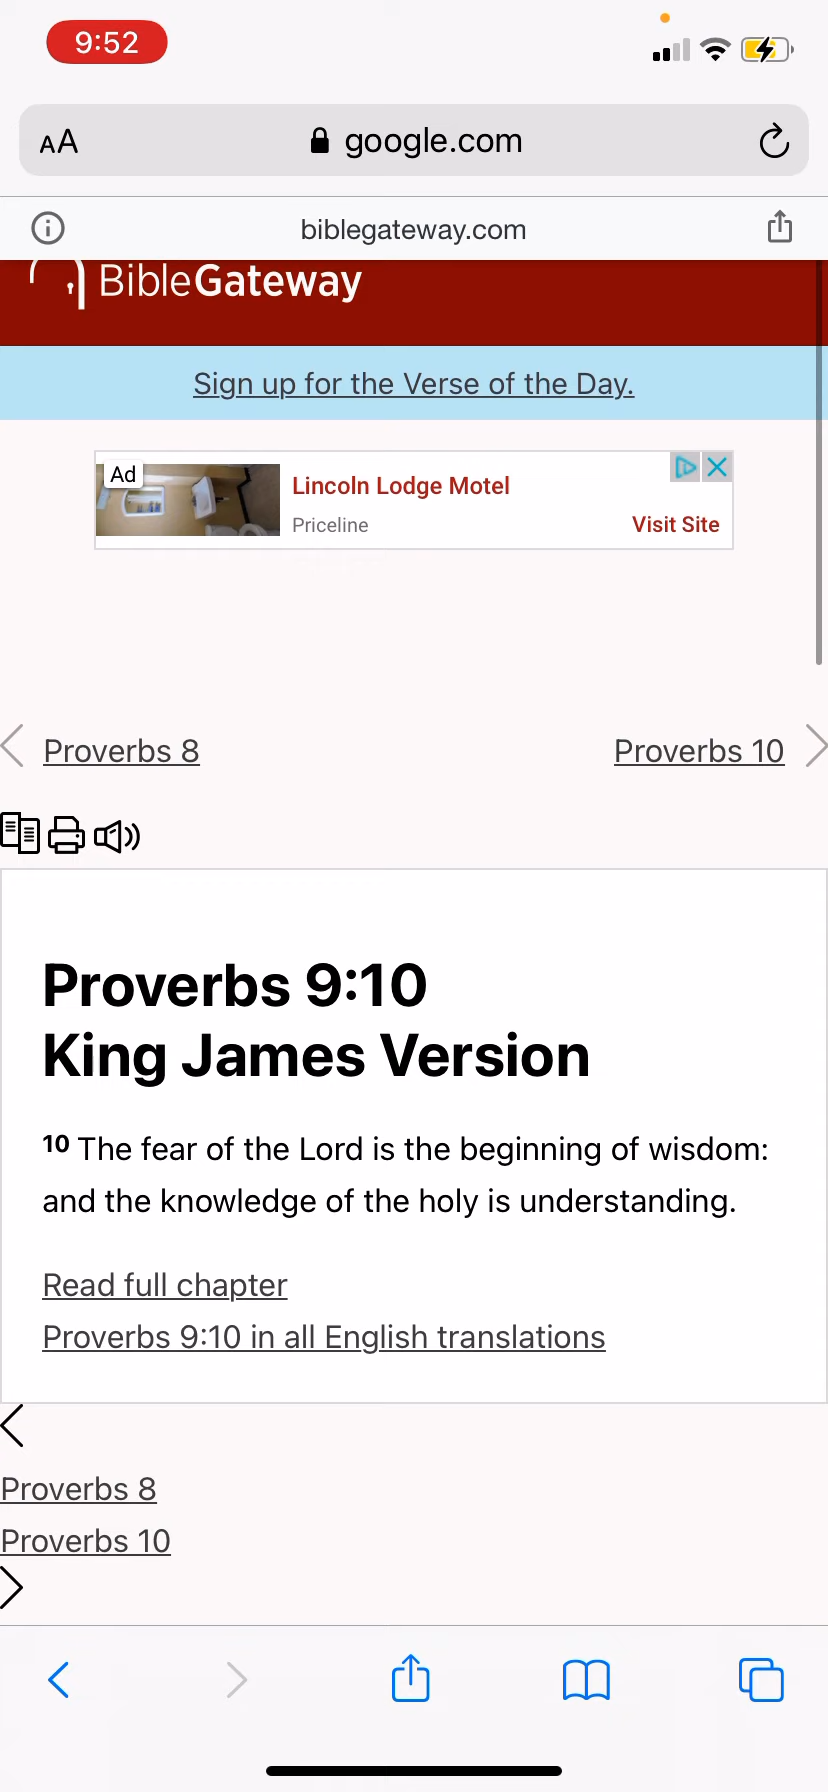 9:52
AA google.com
biblegateway.com
BibleGateway
Sign up for the Verse of the Day.
Ad
Lincoln Lodge Motel
Priceline Visit Site
Proverbs 8 Proverbs 10
Proverbs 9:10
King James Version
10 The fear of the Lord is the beginning of wisdom:
and the knowledge of the holy is understanding.
Read full chapter
Proverbs 9:10 in all English translations
Proverbs 8
Proverbs 10